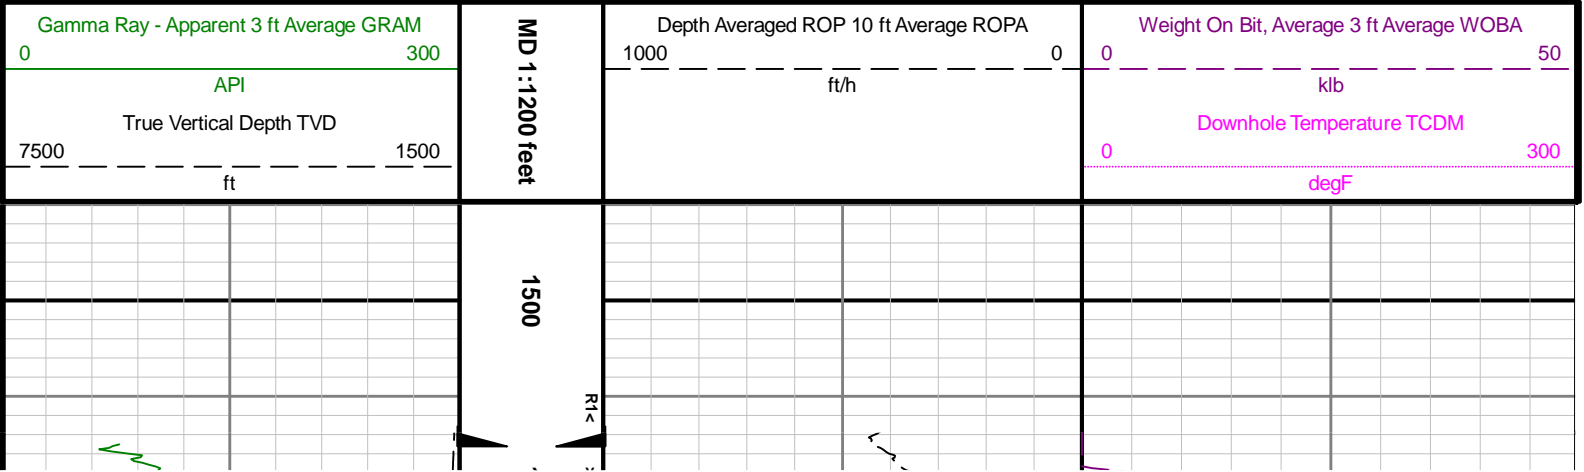 Gamma Ray - Apparent 3 ft Average GRAM
0 300
API
True Vertical Depth TVD
7500 1500
ft
MD 1:1200 feet
Depth Averaged ROP 10 ft Average ROPA
1000 0
ft/h
Weight On Bit, Average 3 ft Average WOBA
0 50
klb
Downhole Temperature TCDM
0 300
degF
1500
R1<